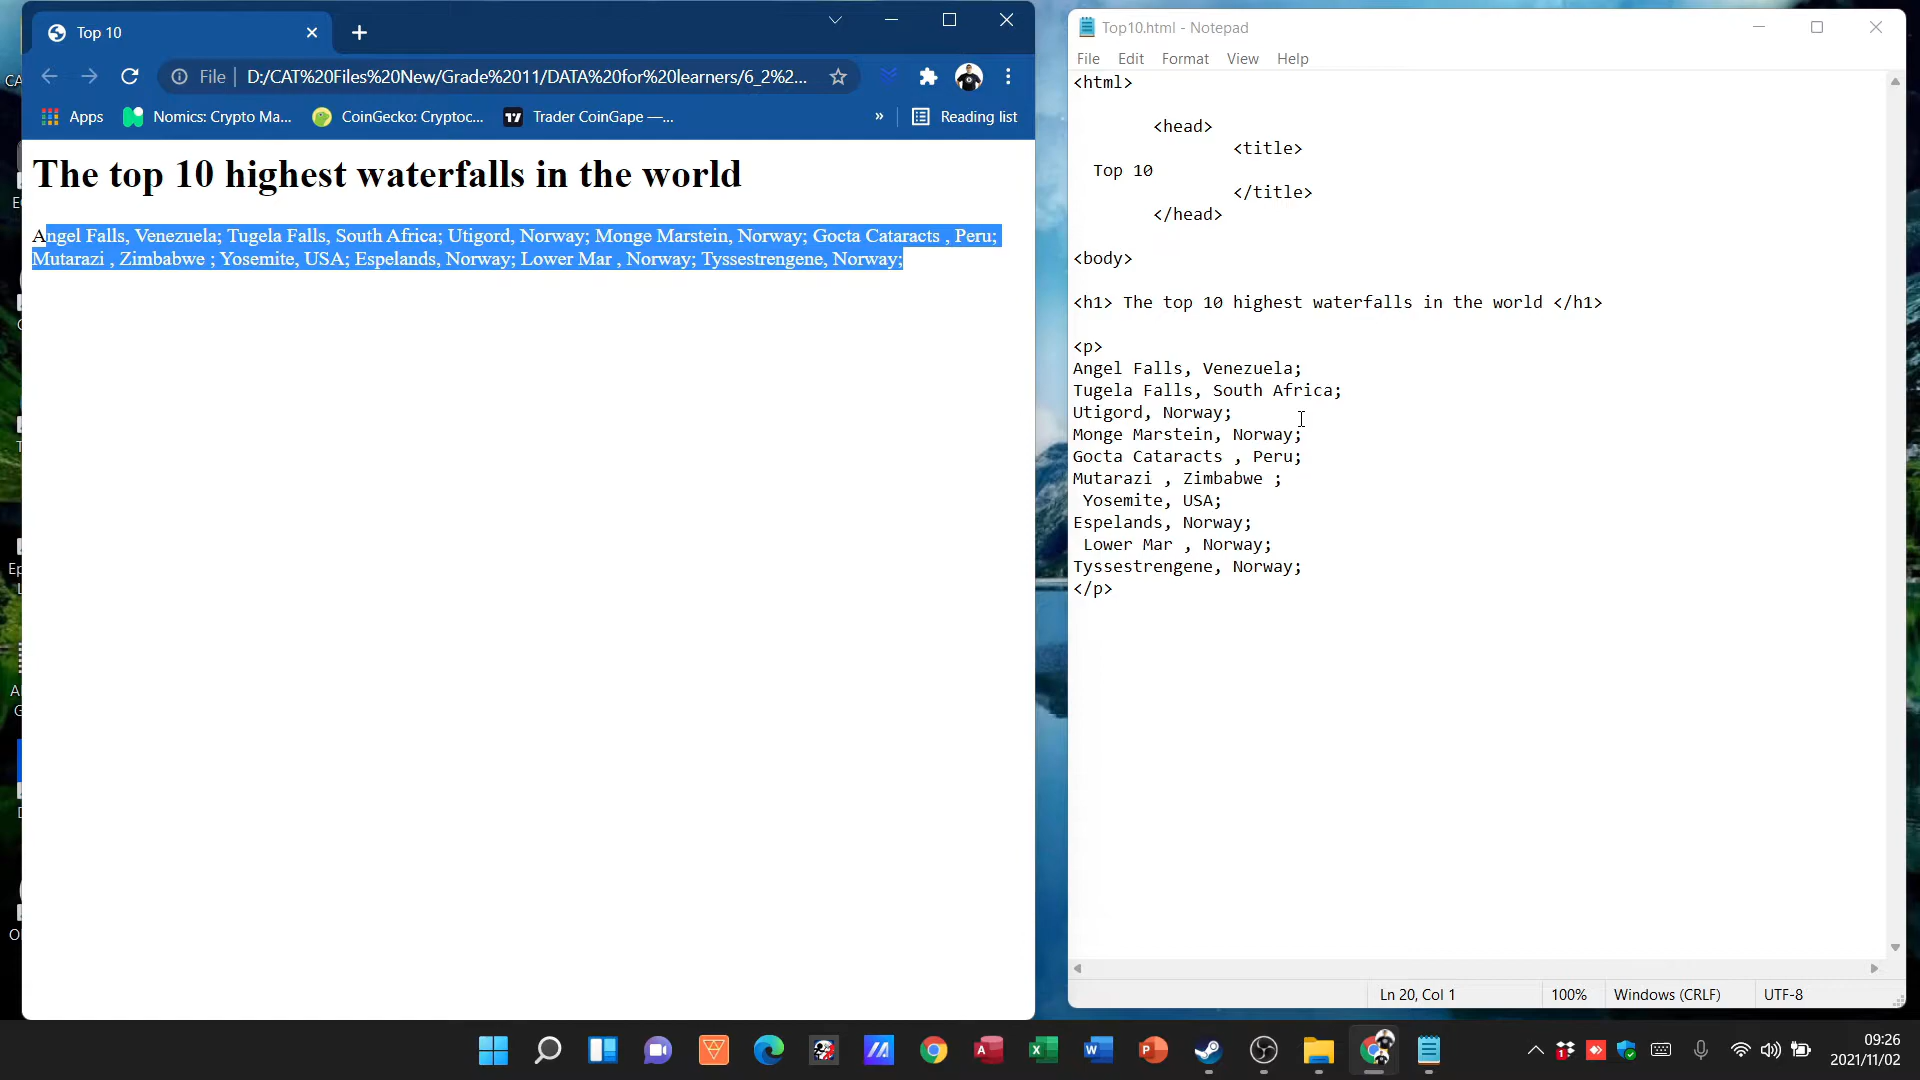 Top 10
File
D:/CAT%20Files%20New/Grade%2011/DATA%20for%20learners/6_2%2...
Apps
Nomics: Crypto Ma...
CoinGecko: Cryptoc...
Trader CoinGape —...
»
Reading list
The top 10 highest waterfalls in the world
Angel Falls, Venezuela; Tugela Falls, South Africa; Utigord, Norway; Monge Marstein, Norway; Gocta Cataracts , Peru;
Mutarazi , Zimbabwe ; Yosemite, USA; Espelands, Norway; Lower Mar , Norway; Tyssestrengene, Norway;
Top10.html - Notepad
File Edit Format View Help
<html>
<head>
<title>
Top 10
</title>
</head>
<body>
<h1> The top 10 highest waterfalls in the world </h1>
<p>
Angel Falls, Venezuela;
Tugela Falls, South Africa;
Utigord, Norway;
Monge Marstein, Norway;
Gocta Cataracts , Peru;
Mutarazi , Zimbabwe ;
Yosemite, USA;
Espelands, Norway;
Lower Mar , Norway;
Tyssestrengene, Norway;
</p>
Ln 20, Col 1
100%
Windows (CRLF)
UTF-8
09:26
2021/11/02